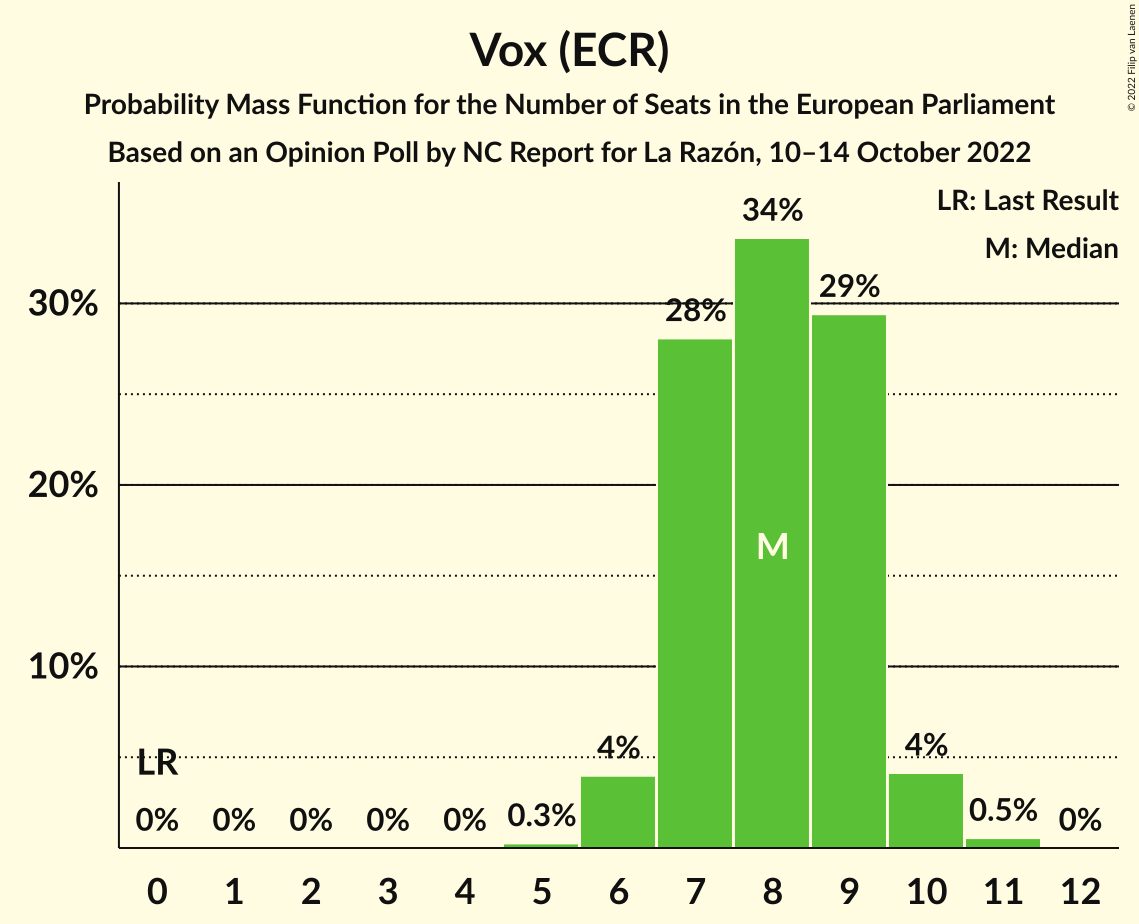 Vox (ECR)
Probability Mass Function for the Number of Seats in the European Parliament
Based on an Opinion Poll by NC Report for La Razón, 10–14 October 2022
© 2022 Filip van Laenen
LR: Last Result
M: Median
34%
29%
28%
30%
20%
M
10%
LR
4%
4%
0%
0%
0%
0%
0%
0.3%
0.5%
0%
0 1 2 3 4 5 6 7 8 9 10 11 12